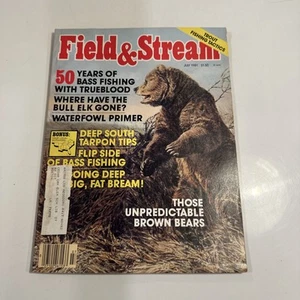 TROUT
FISHING TACTICS
Field & Stream
50 YEARS OF
BASS FISHING
WITH TRUEBLOOD
WHERE HAVE THE
BULL ELK GONE?
WATERFOWL PRIMER
BONUS:
DEEP SOUTH
TARPON TIPS
FLIP SIDE
OF BASS FISHING
GOING DEEP
BIG, FAT BREAM!
THOSE
UNPREDICTABLE
BROWN BEARS